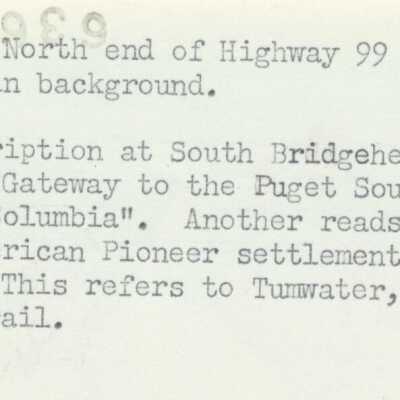 North end of Highway 99
n background.
ription at South Bridgehe
Gateway to the Puget Sou
Columbia". Another reads
rican Pioneer settlement
This refers to Tumwater,
ail.